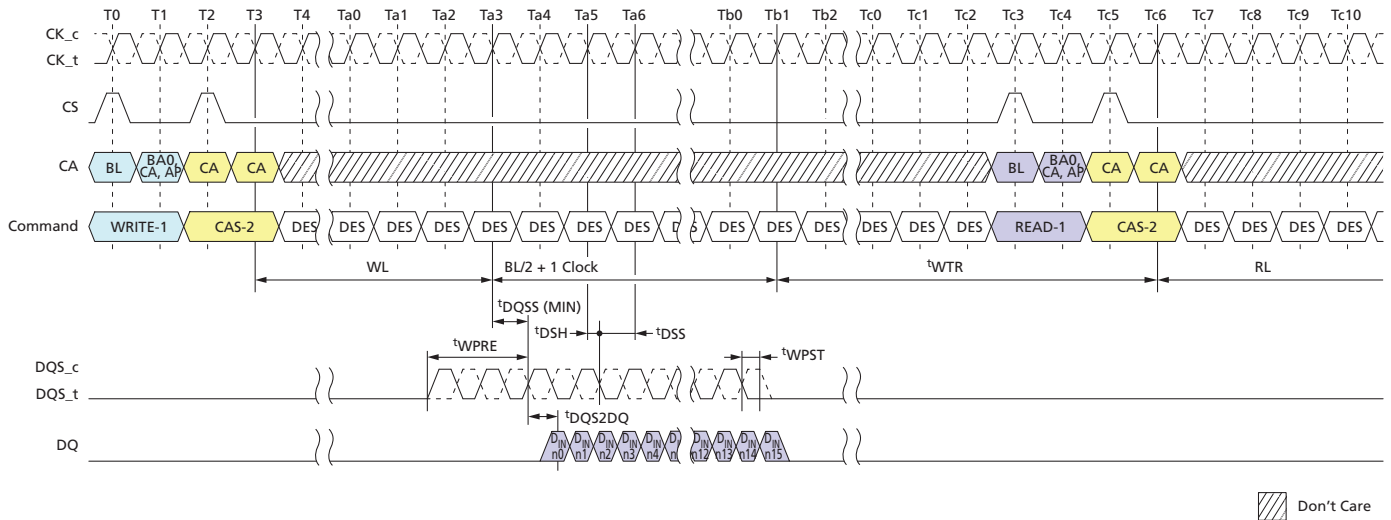 T0 T1 T2 T3 T4 Ta0 Ta1 Ta2 Ta3 Ta4 Ta5 Ta6 Tb0 Tb1 Tb2 Tc0 Tc1 Tc2 Tc3 Tc4 Tc5 Tc6 Tc7 Tc8 Tc9 Tc10
CK_c
CK_t
CS
CA BL BA0, CA, AP CA CA BL BA0, CA, AP CA CA
Command WRITE-1 CAS-2 DES DES DES DES DES DES DES DES DES DES DES DES DES DES READ-1 CAS-2 DES DES DES DES
WL BL/2 + 1 Clock tWTR RL
tDQSS (MIN)
tDSH tDSS
tWPRE tWPST
DQS_c
DQS_t
tDQS2DQ
DQ DIN n0 DIN n1 DIN n2 DIN n3 DIN n4 DIN n12 DIN n13 DIN n14 DIN n15
Don't Care